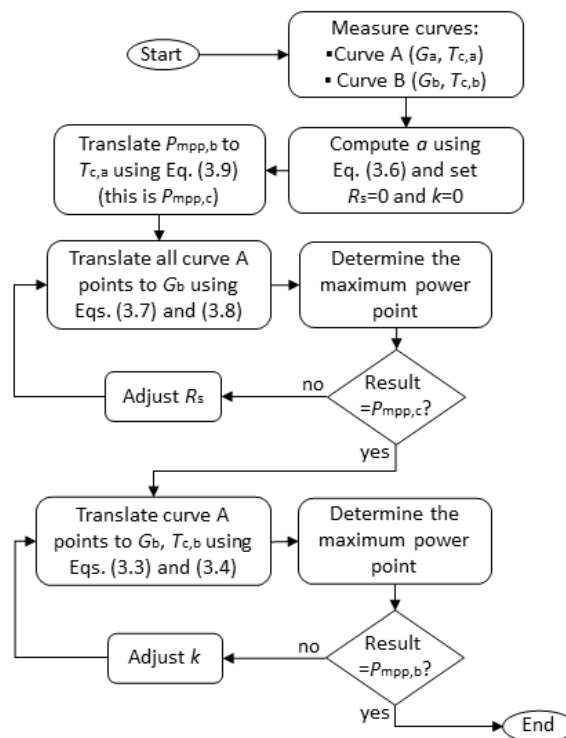 Start
Measure curves:
▪Curve A (Ga, Tc,a)
▪ Curve B (Gb, Tc,b)
Compute a using
Eq. (3.6) and set
Rs=0 and k=0
Translate Pmpp,b to
Tc,a using Eq. (3.9)
(this is Pmpp,c)
Translate all curve A
points to Gb using
Eqs. (3.7) and (3.8)
Determine the
maximum power
point
Result
=Pmpp,c?
no
Adjust Rs
yes
Translate curve A
points to Gb, Tc,b using
Eqs. (3.3) and (3.4)
Determine the
maximum power
point
Result
=Pmpp,b?
no
Adjust k
yes
End